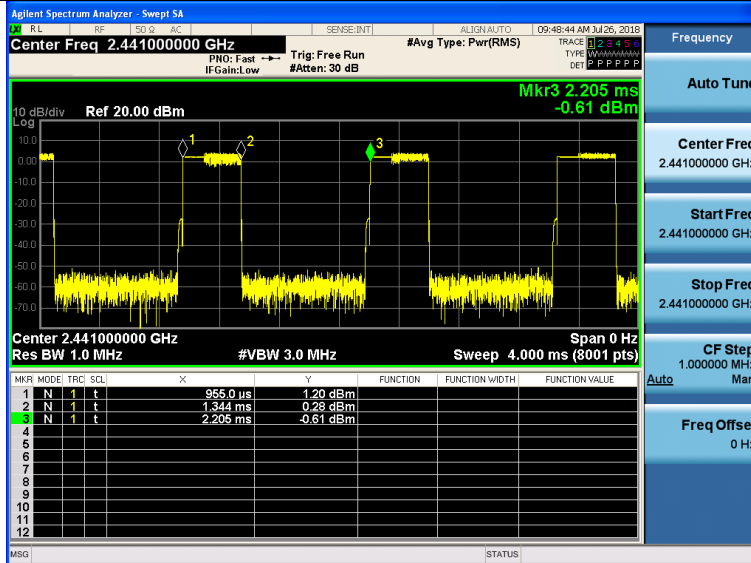 Agilent Spectrum Analyzer - Swept SA
LXI RL RF 50 Ω AC SENSE:INT ALIGN AUTO 09:48:44 AM Jul 26, 2018
Center Freq 2.441000000 GHz #Avg Type: Pwr(RMS) TRACE 1 2 3 4 5 6
PNO: Fast Trig: Free Run TYPE WWWWWW
IFGain:Low #Atten: 30 dB DET P P P P P P
Mkr3 2.205 ms
10 dB/div Ref 20.00 dBm -0.61 dBm
Log
10.0
0.00
-10.0
-20.0
-30.0
-40.0
-50.0
-60.0
-70.0
1
2
3
Center 2.441000000 GHz Span 0 Hz
Res BW 1.0 MHz #VBW 3.0 MHz Sweep 4.000 ms (8001 pts)
MKR MODE TRC SCL X Y FUNCTION FUNCTION WIDTH FUNCTION VALUE
1 N 1 t 955.0 µs 1.20 dBm
2 N 1 t 1.344 ms 0.28 dBm
3 N 1 t 2.205 ms -0.61 dBm
4
5
6
7
8
9
10
11
12
MSG STATUS
Frequency
Auto Tune
Center Freq
2.441000000 GHz
Start Freq
2.441000000 GHz
Stop Freq
2.441000000 GHz
CF Step
1.000000 MHz
Auto Man
Freq Offset
0 Hz